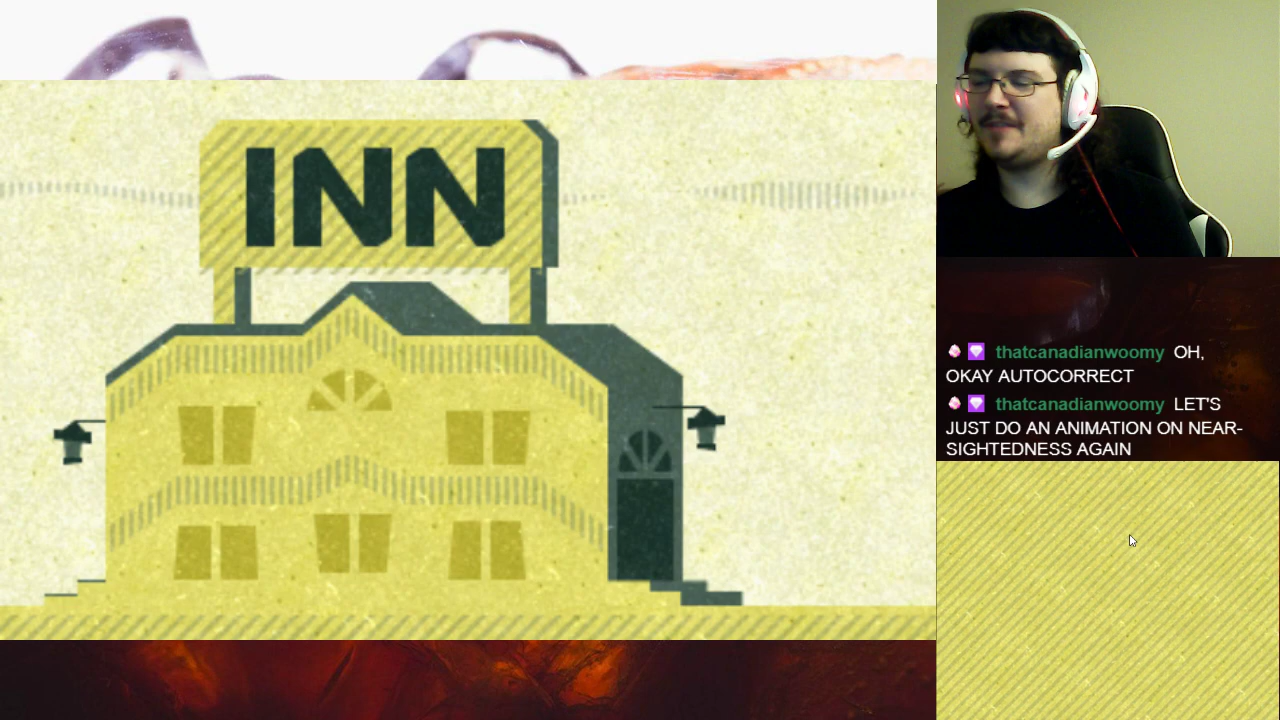 INN
thatcanadianwoomy OH,
OKAY AUTOCORRECT
thatcanadianwoomy LET'S
JUST DO AN ANIMATION ON NEAR-
SIGHTEDNESS AGAIN